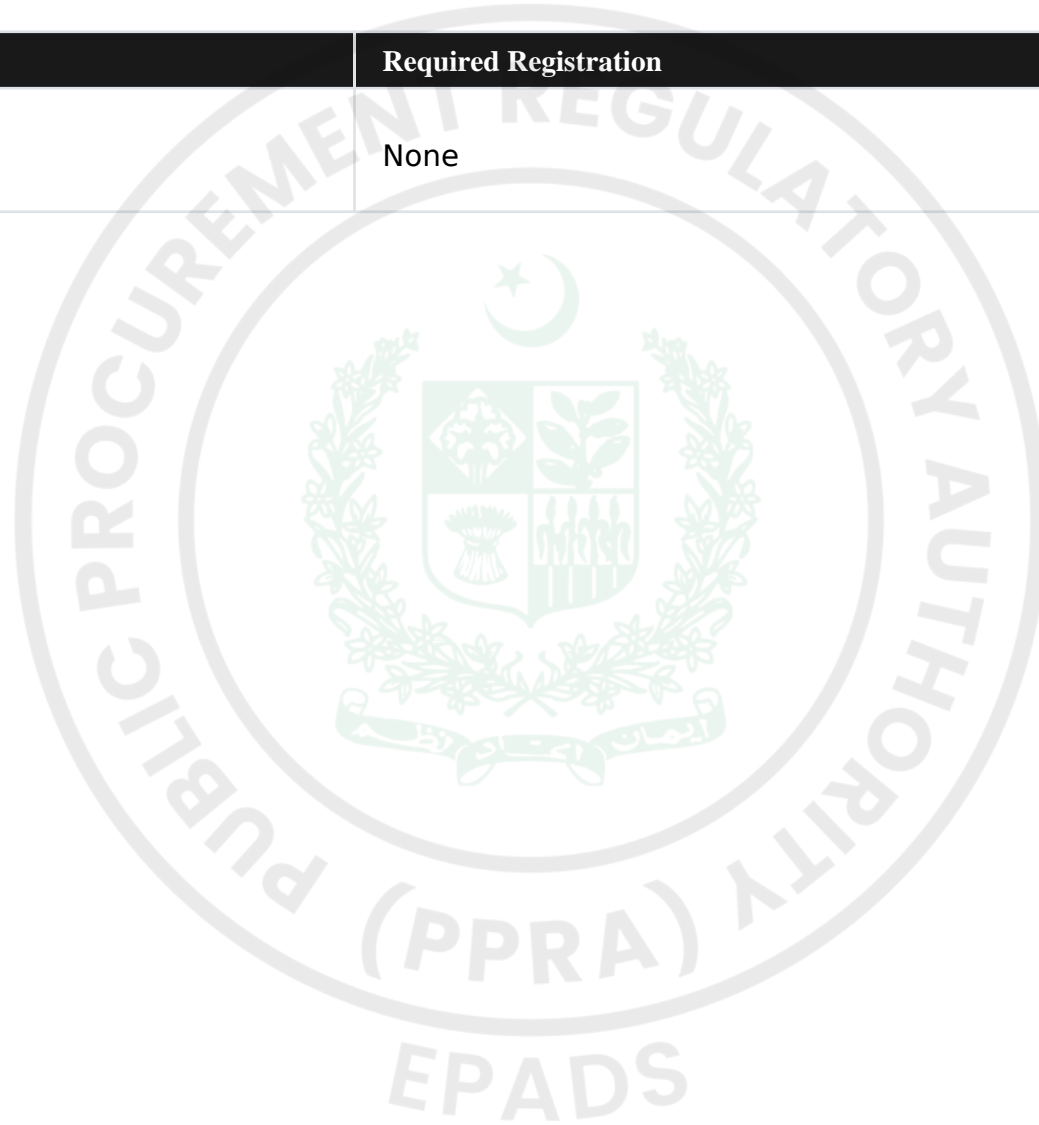 Required Registration
None
PUBLIC PROCUREMENT REGULATORY AUTHORITY
(PPRA)
EPADS